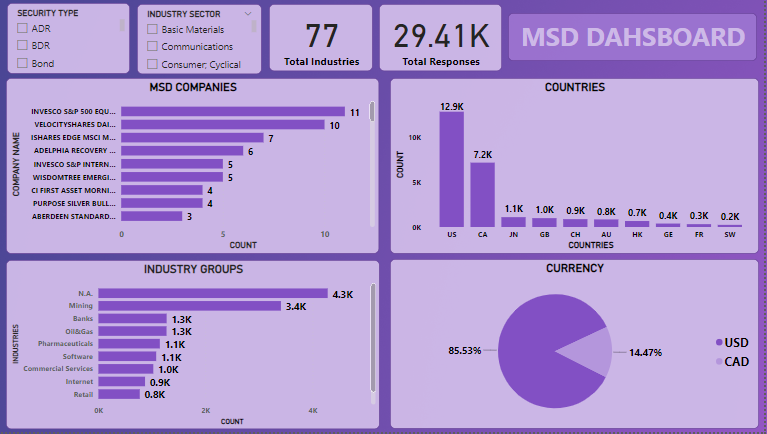 SECURITY TYPE
ADR
BDR
Bond
INDUSTRY SECTOR
Basic Materials
Communications
Consumer; Cyclical
77
Total Industries
29.41K
Total Responses
MSD DAHSBOARD
MSD COMPANIES
COMPANY NAME
INVESCO S&P 500 EQU... 11
VELOCITYSHARES DAI... 10
ISHARES EDGE MSCI M... 7
ADELPHIA RECOVERY ... 6
INVESCO S&P INTERN... 5
WISDOMTREE EMERGI... 5
CI FIRST ASSET MORNI... 4
PURPOSE SILVER BULL... 4
ABERDEEN STANDARD... 3
0 5 10
COUNT
COUNTRIES
COUNT
10K
5K
0K
12.9K 7.2K 1.1K 1.0K 0.9K 0.8K 0.7K 0.4K 0.3K 0.2K
US CA JN GB CH AU HK GE FR SW
COUNTRIES
INDUSTRY GROUPS
INDUSTRIES
N.A. 4.3K
Mining 3.4K
Banks 1.3K
Oil&Gas 1.3K
Pharmaceuticals 1.1K
Software 1.1K
Commercial Services 1.0K
Internet 0.9K
Retail 0.8K
0K 2K 4K
COUNT
CURRENCY
85.53%
14.47%
USD
CAD